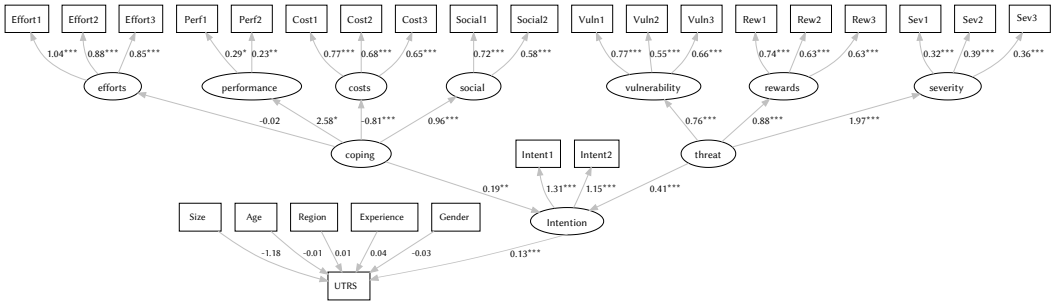 Effort1 Effort2 Effort3 Perf1 Perf2 Cost1 Cost2 Cost3 Social1 Social2 Vuln1 Vuln2 Vuln3 Rew1 Rew2 Rew3 Sev1 Sev2 Sev3
1.04*** 0.88*** 0.85*** 0.29* 0.23** 0.77*** 0.68*** 0.65*** 0.72*** 0.58*** 0.77*** 0.55*** 0.66*** 0.74*** 0.63*** 0.63*** 0.32*** 0.39*** 0.36***
efforts performance costs social vulnerability rewards severity
-0.02 2.58* -0.81*** 0.96*** 0.76*** 0.88*** 1.97***
coping Intent1 Intent2 threat
0.19** 1.31*** 1.15*** 0.41***
Size Age Region Experience Gender Intention
-1.18 -0.01 0.01 0.04 -0.03 0.13***
UTRS